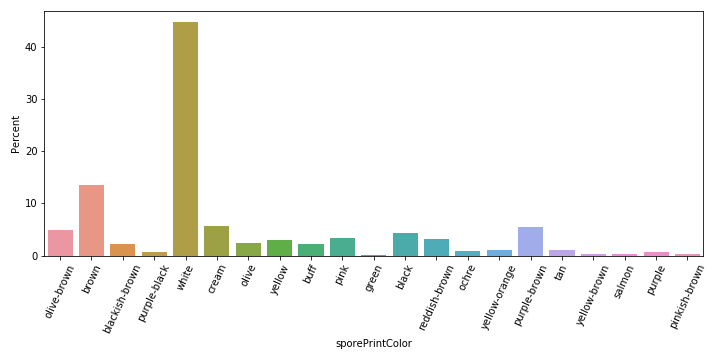 Percent
40
30
20
10
0
olive-brown
brown
blackish-brown
purple-black
white
cream
olive
yellow
buff
pink
green
black
reddish-brown
ochre
yellow-orange
purple-brown
tan
yellow-brown
salmon
purple
pinkish-brown
sporePrintColor